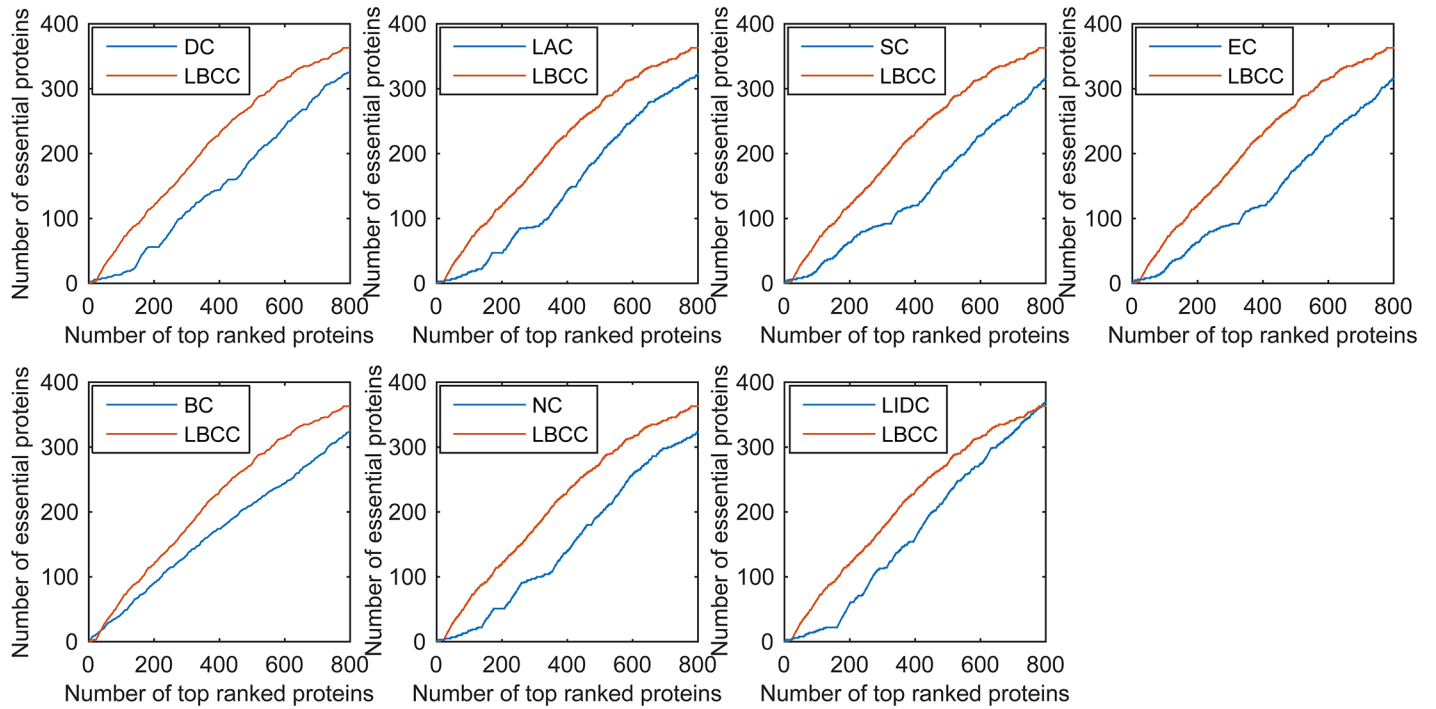 Number of essential proteins
400
300
200
100
0
DC
LBCC
0 200 400 600 800
Number of top ranked proteins
Number of essential proteins
400
300
200
100
0
LAC
LBCC
0 200 400 600 800
Number of top ranked proteins
Number of essential proteins
400
300
200
100
0
SC
LBCC
0 200 400 600 800
Number of top ranked proteins
Number of essential proteins
400
300
200
100
0
EC
LBCC
0 200 400 600 800
Number of top ranked proteins
Number of essential proteins
400
300
200
100
0
BC
LBCC
0 200 400 600 800
Number of top ranked proteins
Number of essential proteins
400
300
200
100
0
NC
LBCC
0 200 400 600 800
Number of top ranked proteins
Number of essential proteins
400
300
200
100
0
LIDC
LBCC
0 200 400 600 800
Number of top ranked proteins